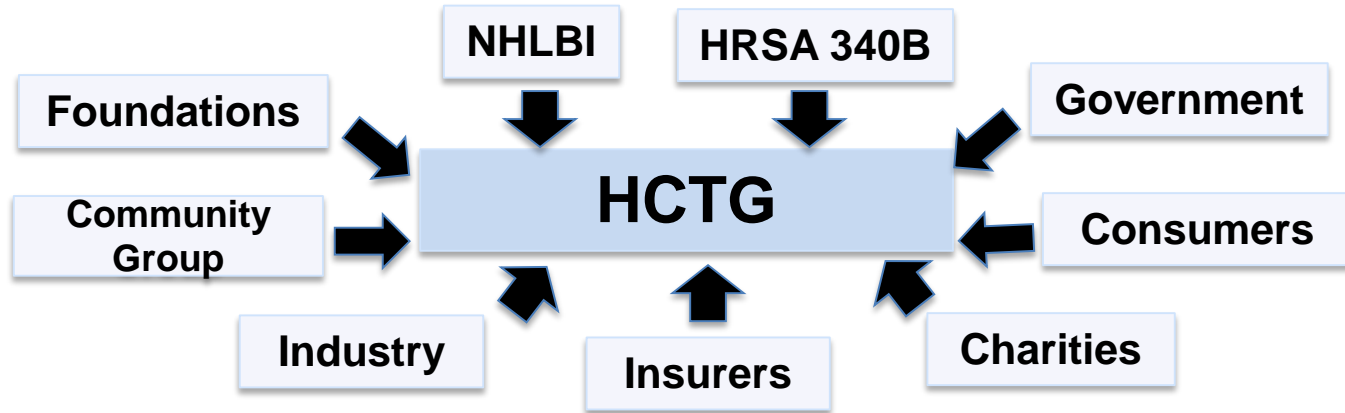 NHLBI
HRSA 340B
Foundations
Government
HCTG
Community
Group
Consumers
Industry
Insurers
Charities